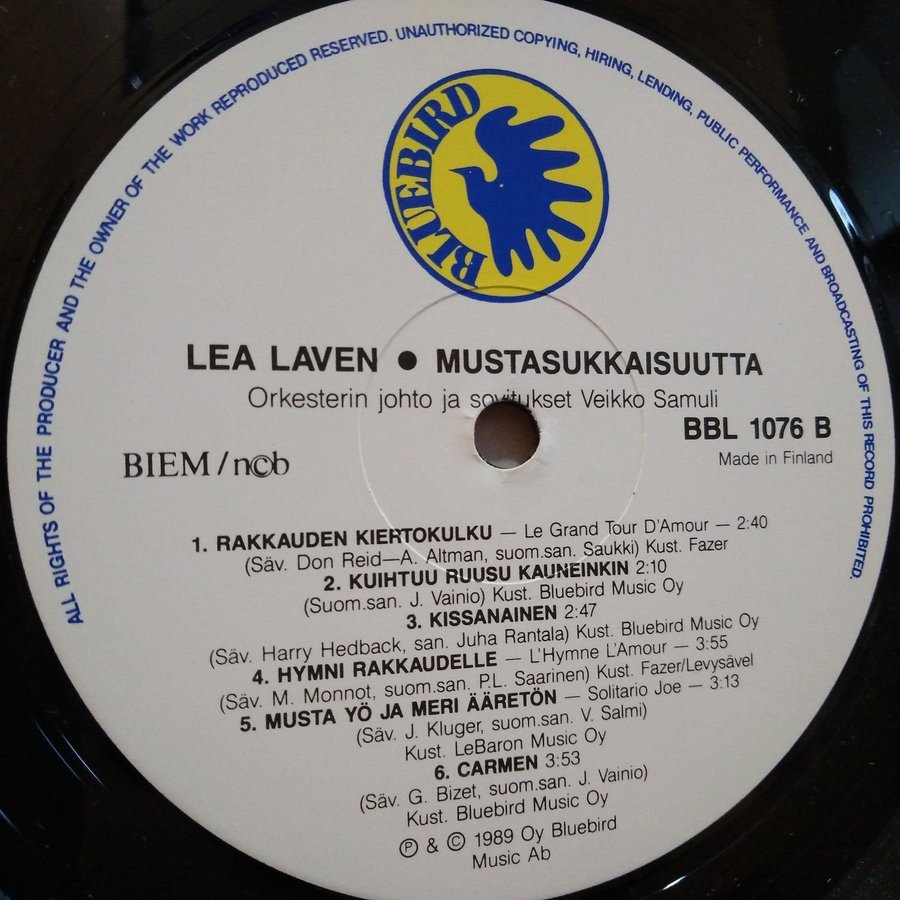 ALL RIGHTS OF THE PRODUCER AND THE OWNER OF THE WORK REPRODUCED RESERVED. UNAUTHORIZED COPYING, HIRING, LENDING, PUBLIC PERFORMANCE AND BROADCASTING OF THIS RECORD PROHIBITED.
BLUEBIRD
LEA LAVEN ● MUSTASUKKAISUUTTA
Orkesterin johto ja sovitukset Veikko Samuli
BBL 1076 B
Made in Finland
BIEM / n©b
1. RAKKAUDEN KIERTOKULKU — Le Grand Tour D'Amour — 2:40
(Säv. Don Reid—A. Altman, suom.san. Saukki) Kust. Fazer
2. KUIHTUU RUUSU KAUNEINKIN 2:10
(Suom.san. J. Vainio) Kust. Bluebird Music Oy
3. KISSANAINEN 2:47
(Säv. Harry Hedback, san. Juha Rantala) Kust. Bluebird Music Oy
4. HYMNI RAKKAUDELLE — L'Hymne L'Amour — 3:55
(Säv. M. Monnot, suom.san. P.L. Saarinen) Kust. Fazer/Levysävel
5. MUSTA YÖ JA MERI ÄÄRETÖN — Solitario Joe — 3:13
(Säv. J. Kluger, suom.san. V. Salmi)
Kust. LeBaron Music Oy
6. CARMEN 3:53
(Säv. G. Bizet, suom.san. J. Vainio)
Kust. Bluebird Music Oy
℗ & © 1989 Oy Bluebird
Music Ab